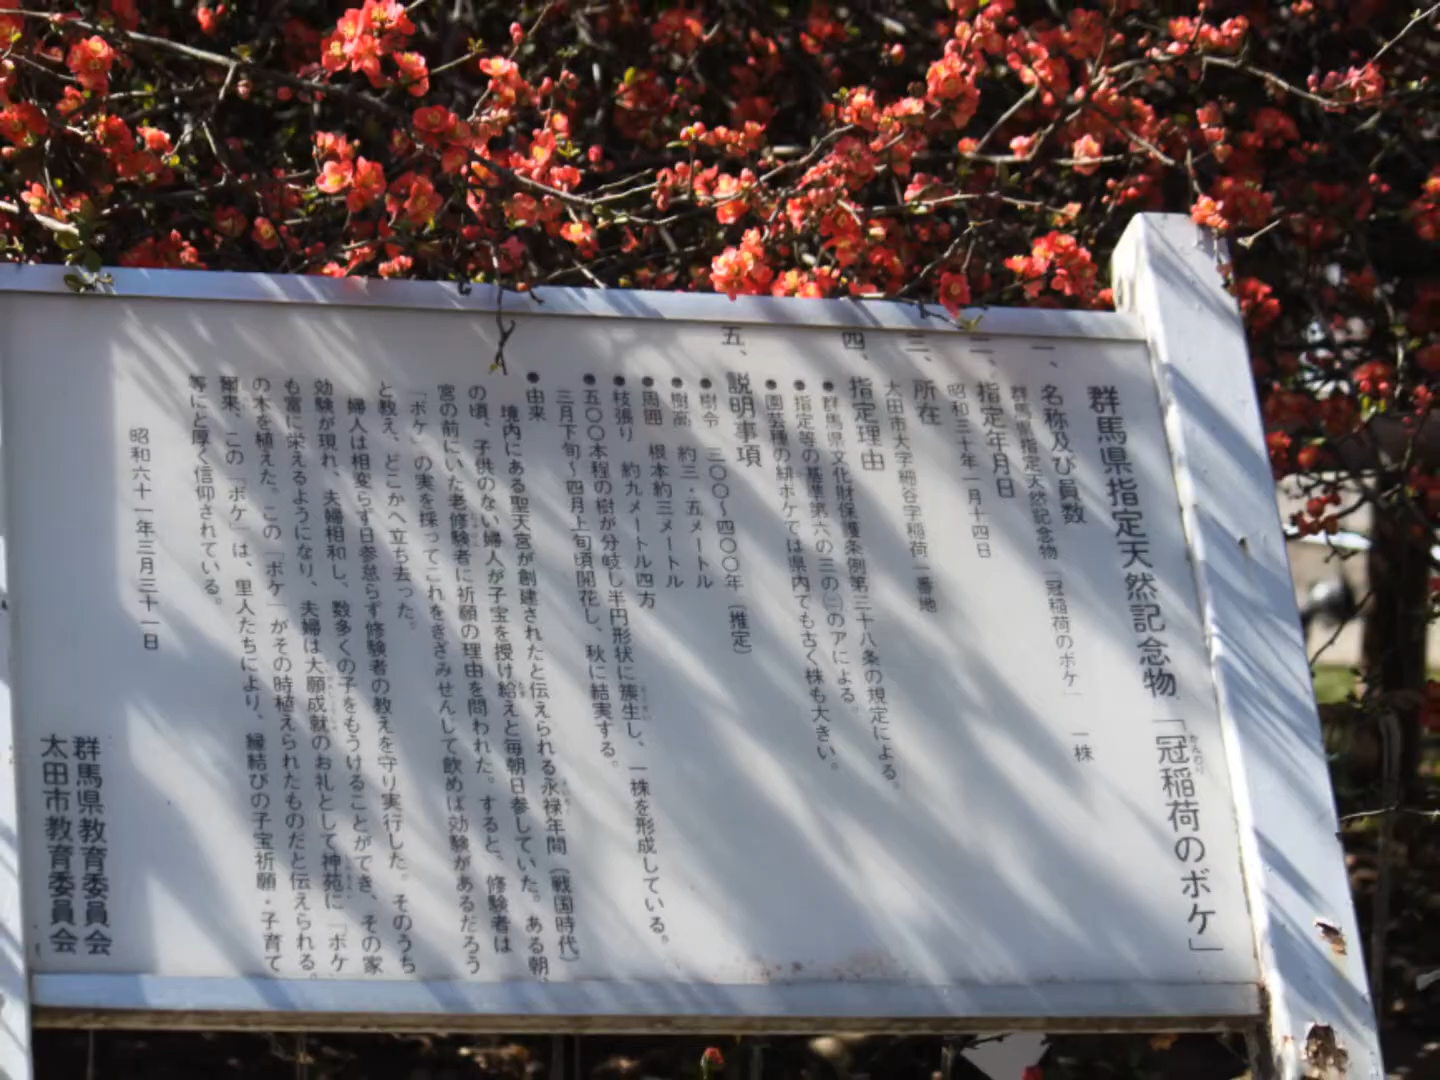 群馬県指定天然記念物「冠稲荷のボケ」
かんむり
一、名称及び員数
群馬県指定天然記念物「冠稲荷のボケ」 一株
二、指定年月日
昭和三十年一月十四日
三、所在
太田市大字細谷字稲荷一番地
四、指定理由
●群馬県文化財保護条例第三十八条の規定による。
●指定等の基準第六の三の㈡のアによる。
●園芸種の緋ボケでは県内でも古く株も大きい。
五、説明事項
●樹令 三〇〇~四〇〇年(推定)
●樹高 約三・五メートル
●周囲 根本約三メートル
●枝張り 約九メートル四方
●五〇〇本程の樹が分岐し半円形状に簇生し、一株を形成している。
三月下旬~四月上旬頃開花し、秋に結実する。
●由来
境内にある聖天宮が創建されたと伝えられる永禄年間(戦国時代)
の頃、子供のない婦人が子宝を授け給えと毎朝日参していた。ある朝、
宮の前にいた老修験者に祈願の理由を問われた。すると、修験者は
「ボケ」の実を採ってこれをきざみせんじて飲めば効験があるだろう
と教え、どこかへ立ち去った。
婦人は相変らず日参怠らず修験者の教えを守り実行した。そのうち
効験が現れ、夫婦相和し、数多くの子をもうけることができ、その家
も富に栄えるようになり、夫婦は大願成就のお礼として神苑に「ボケ」
の木を植えた。この「ボケ」がその時植えられたものだと伝えられる。
爾来、この「ボケ」は、里人たちにより、縁結びの子宝祈願・子育て
等にと厚く信仰されている。
昭和六十一年三月三十一日
群馬県教育委員会
太田市教育委員会